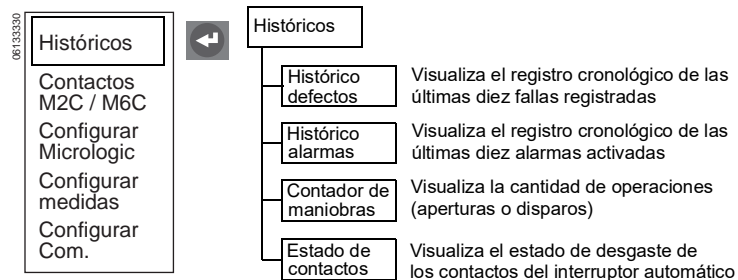 06133330
Históricos
Contactos
M2C / M6C
Configurar
Micrologic
Configurar
medidas
Configurar
Com.
Históricos
Histórico
defectos
Visualiza el registro cronológico de las
últimas diez fallas registradas
Histórico
alarmas
Visualiza el registro cronológico de las
últimas diez alarmas activadas
Contador de
maniobras
Visualiza la cantidad de operaciones
(aperturas o disparos)
Estado de
contactos
Visualiza el estado de desgaste de
los contactos del interruptor automático